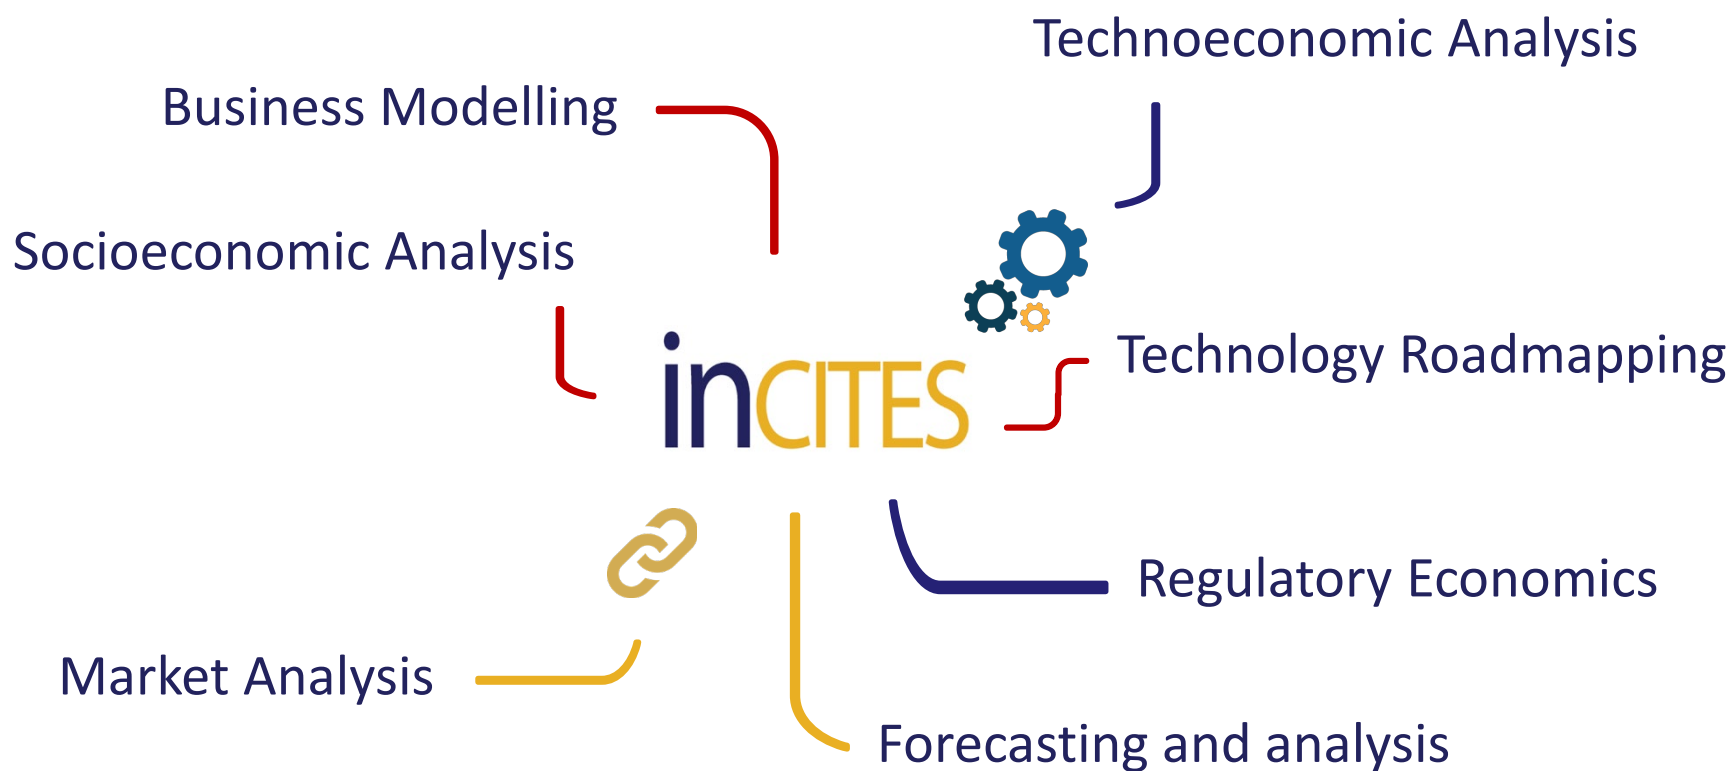 Technoeconomic Analysis
Business Modelling
Socioeconomic Analysis
inCITES
Technology Roadmapping
Regulatory Economics
Market Analysis
Forecasting and analysis